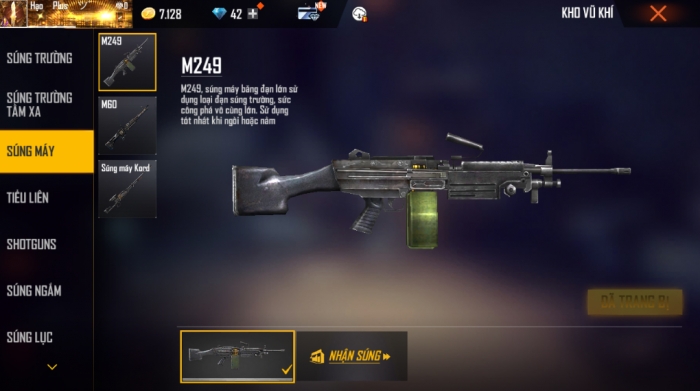 Hạo Plus
7.128
42
NEW
KHO VŨ KHÍ
SÚNG TRƯỜNG
SÚNG TRƯỜNG
TẦM XA
SÚNG MÁY
TIỂU LIÊN
SHOTGUNS
SÚNG NGẮM
SÚNG LỤC
M249
M60
Súng máy Kord
M249
M249, súng máy băng đạn lớn sử
dụng loại đạn súng trường, sức
công phá vô cùng lớn. Sử dụng
tốt nhất khi ngồi hoặc nằm
ĐÃ TRANG BỊ
NHẬN SÚNG